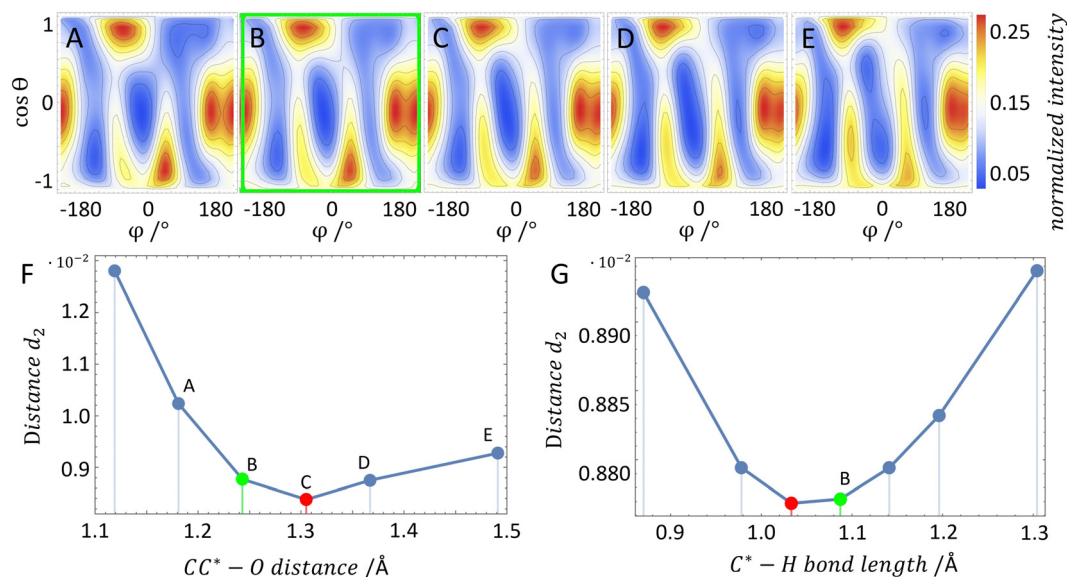 A B C D E
1
0
-1
cos θ
-180 0 180 -180 0 180 -180 0 180 -180 0 180 -180 0 180
φ /° φ /° φ /° φ /° φ /°
0.25
0.15
0.05
normalized intensity
F
· 10⁻²
1.2
1.1
1.0
0.9
Distance d₂
A
B
C
D
E
1.1 1.2 1.3 1.4 1.5
CC* − O distance /Å
G
· 10⁻²
0.890
0.885
0.880
Distance d₂
B
0.9 1.0 1.1 1.2 1.3
C* − H bond length /Å